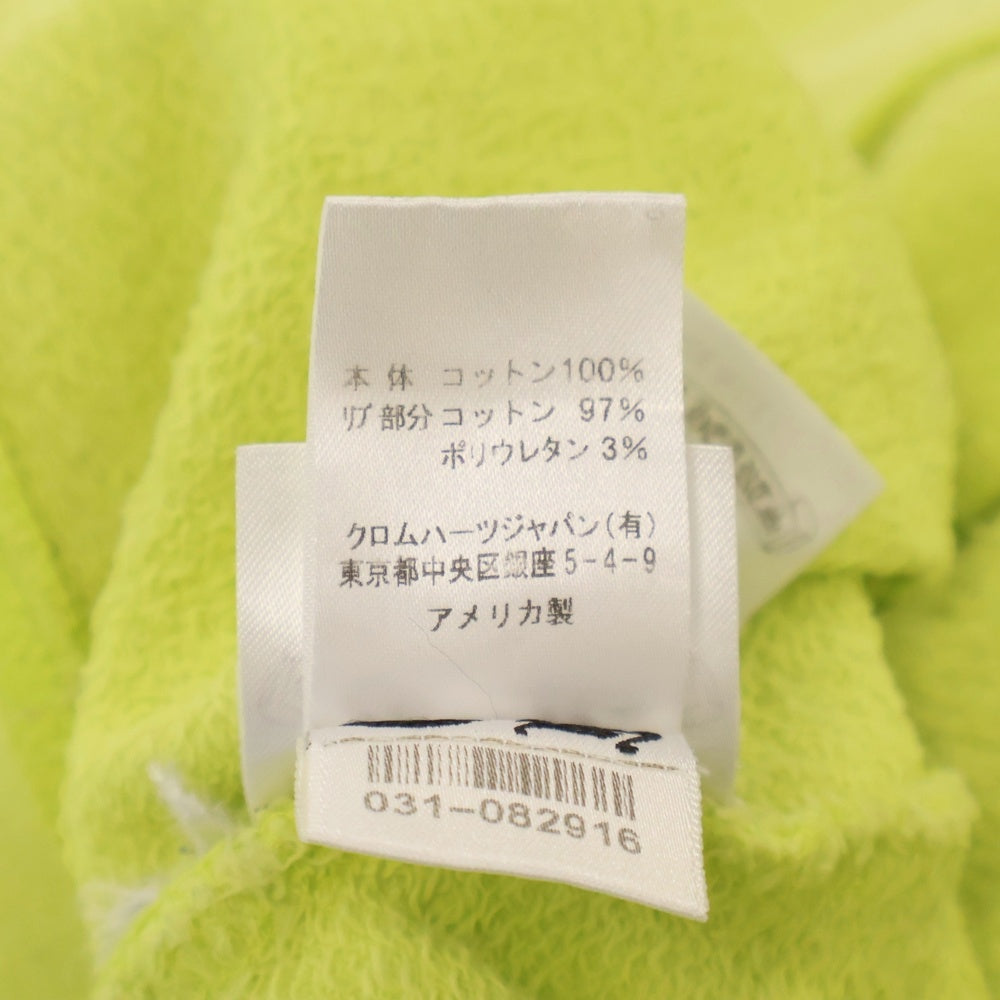 本体 コットン100%
リブ部分 コットン 97%
ポリウレタン 3%
クロムハーツジャパン(有)
東京都中央区銀座5-4-9
アメリカ製
031-082916